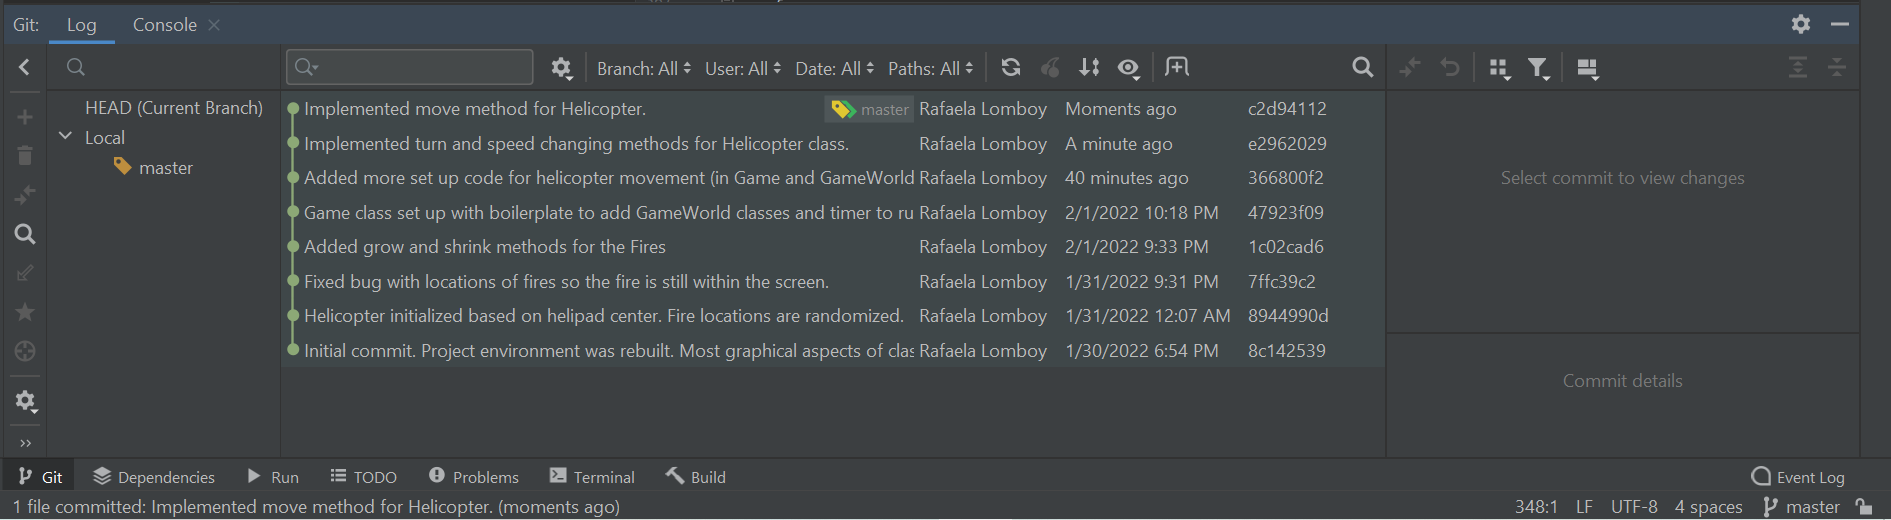 Git: Log Console
Branch: All User: All Date: All Paths: All
HEAD (Current Branch)
Local
master
Implemented move method for Helicopter. master Rafaela Lomboy Moments ago c2d94112
Implemented turn and speed changing methods for Helicopter class. Rafaela Lomboy A minute ago e2962029
Added more set up code for helicopter movement (in Game and GameWorld Rafaela Lomboy 40 minutes ago 366800f2
Game class set up with boilerplate to add GameWorld classes and timer to ru Rafaela Lomboy 2/1/2022 10:18 PM 47923f09
Added grow and shrink methods for the Fires Rafaela Lomboy 2/1/2022 9:33 PM 1c02cad6
Fixed bug with locations of fires so the fire is still within the screen. Rafaela Lomboy 1/31/2022 9:31 PM 7ffc39c2
Helicopter initialized based on helipad center. Fire locations are randomized. Rafaela Lomboy 1/31/2022 12:07 AM 8944990d
Initial commit. Project environment was rebuilt. Most graphical aspects of clas Rafaela Lomboy 1/30/2022 6:54 PM 8c142539
Select commit to view changes
Commit details
Git Dependencies Run TODO Problems Terminal Build Event Log
1 file committed: Implemented move method for Helicopter. (moments ago) 348:1 LF UTF-8 4 spaces master